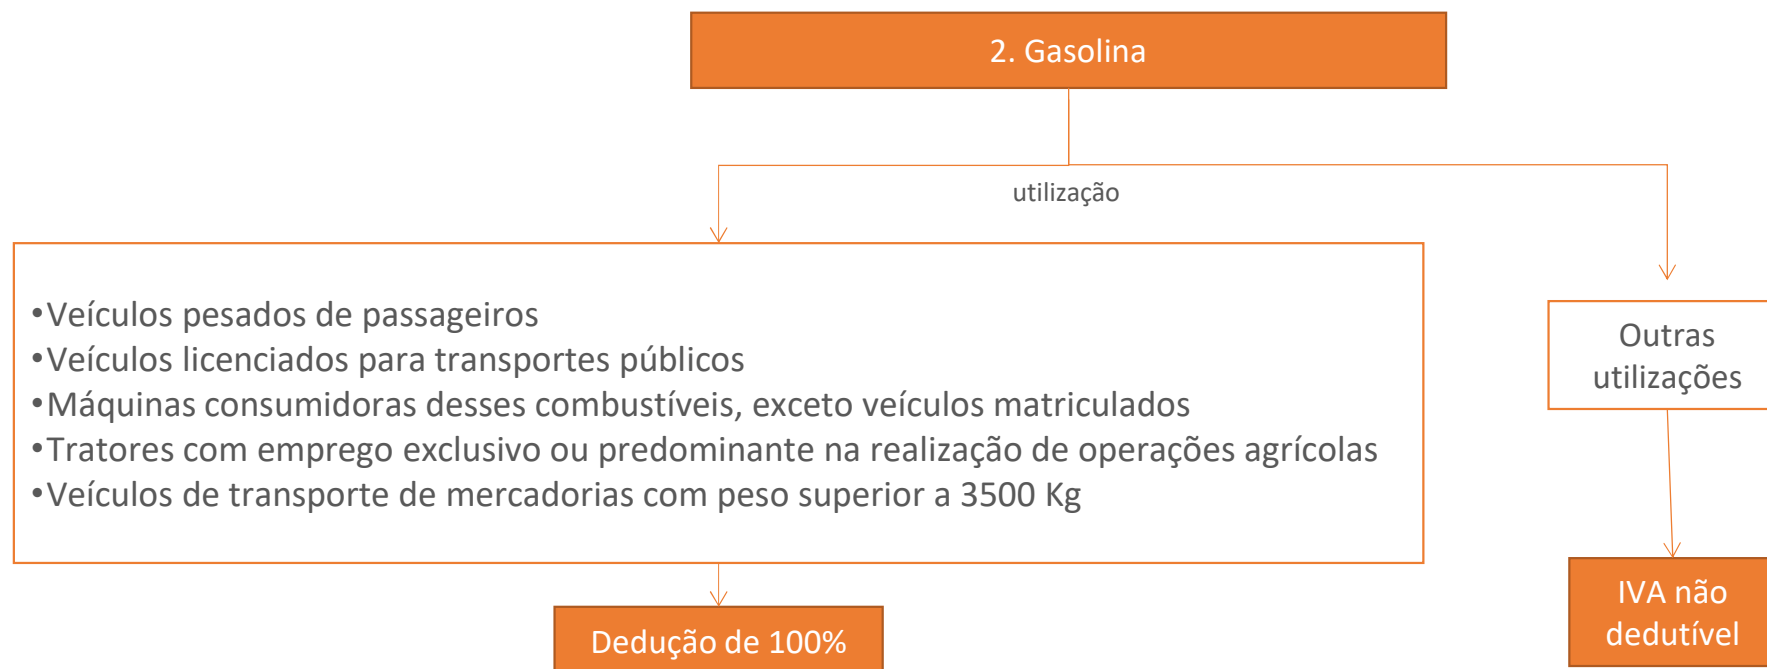 2. Gasolina
utilização
•Veículos pesados de passageiros
•Veículos licenciados para transportes públicos
•Máquinas consumidoras desses combustíveis, exceto veículos matriculados
•Tratores com emprego exclusivo ou predominante na realização de operações agrícolas
•Veículos de transporte de mercadorias com peso superior a 3500 Kg
Outras
utilizações
Dedução de 100%
IVA não
dedutível